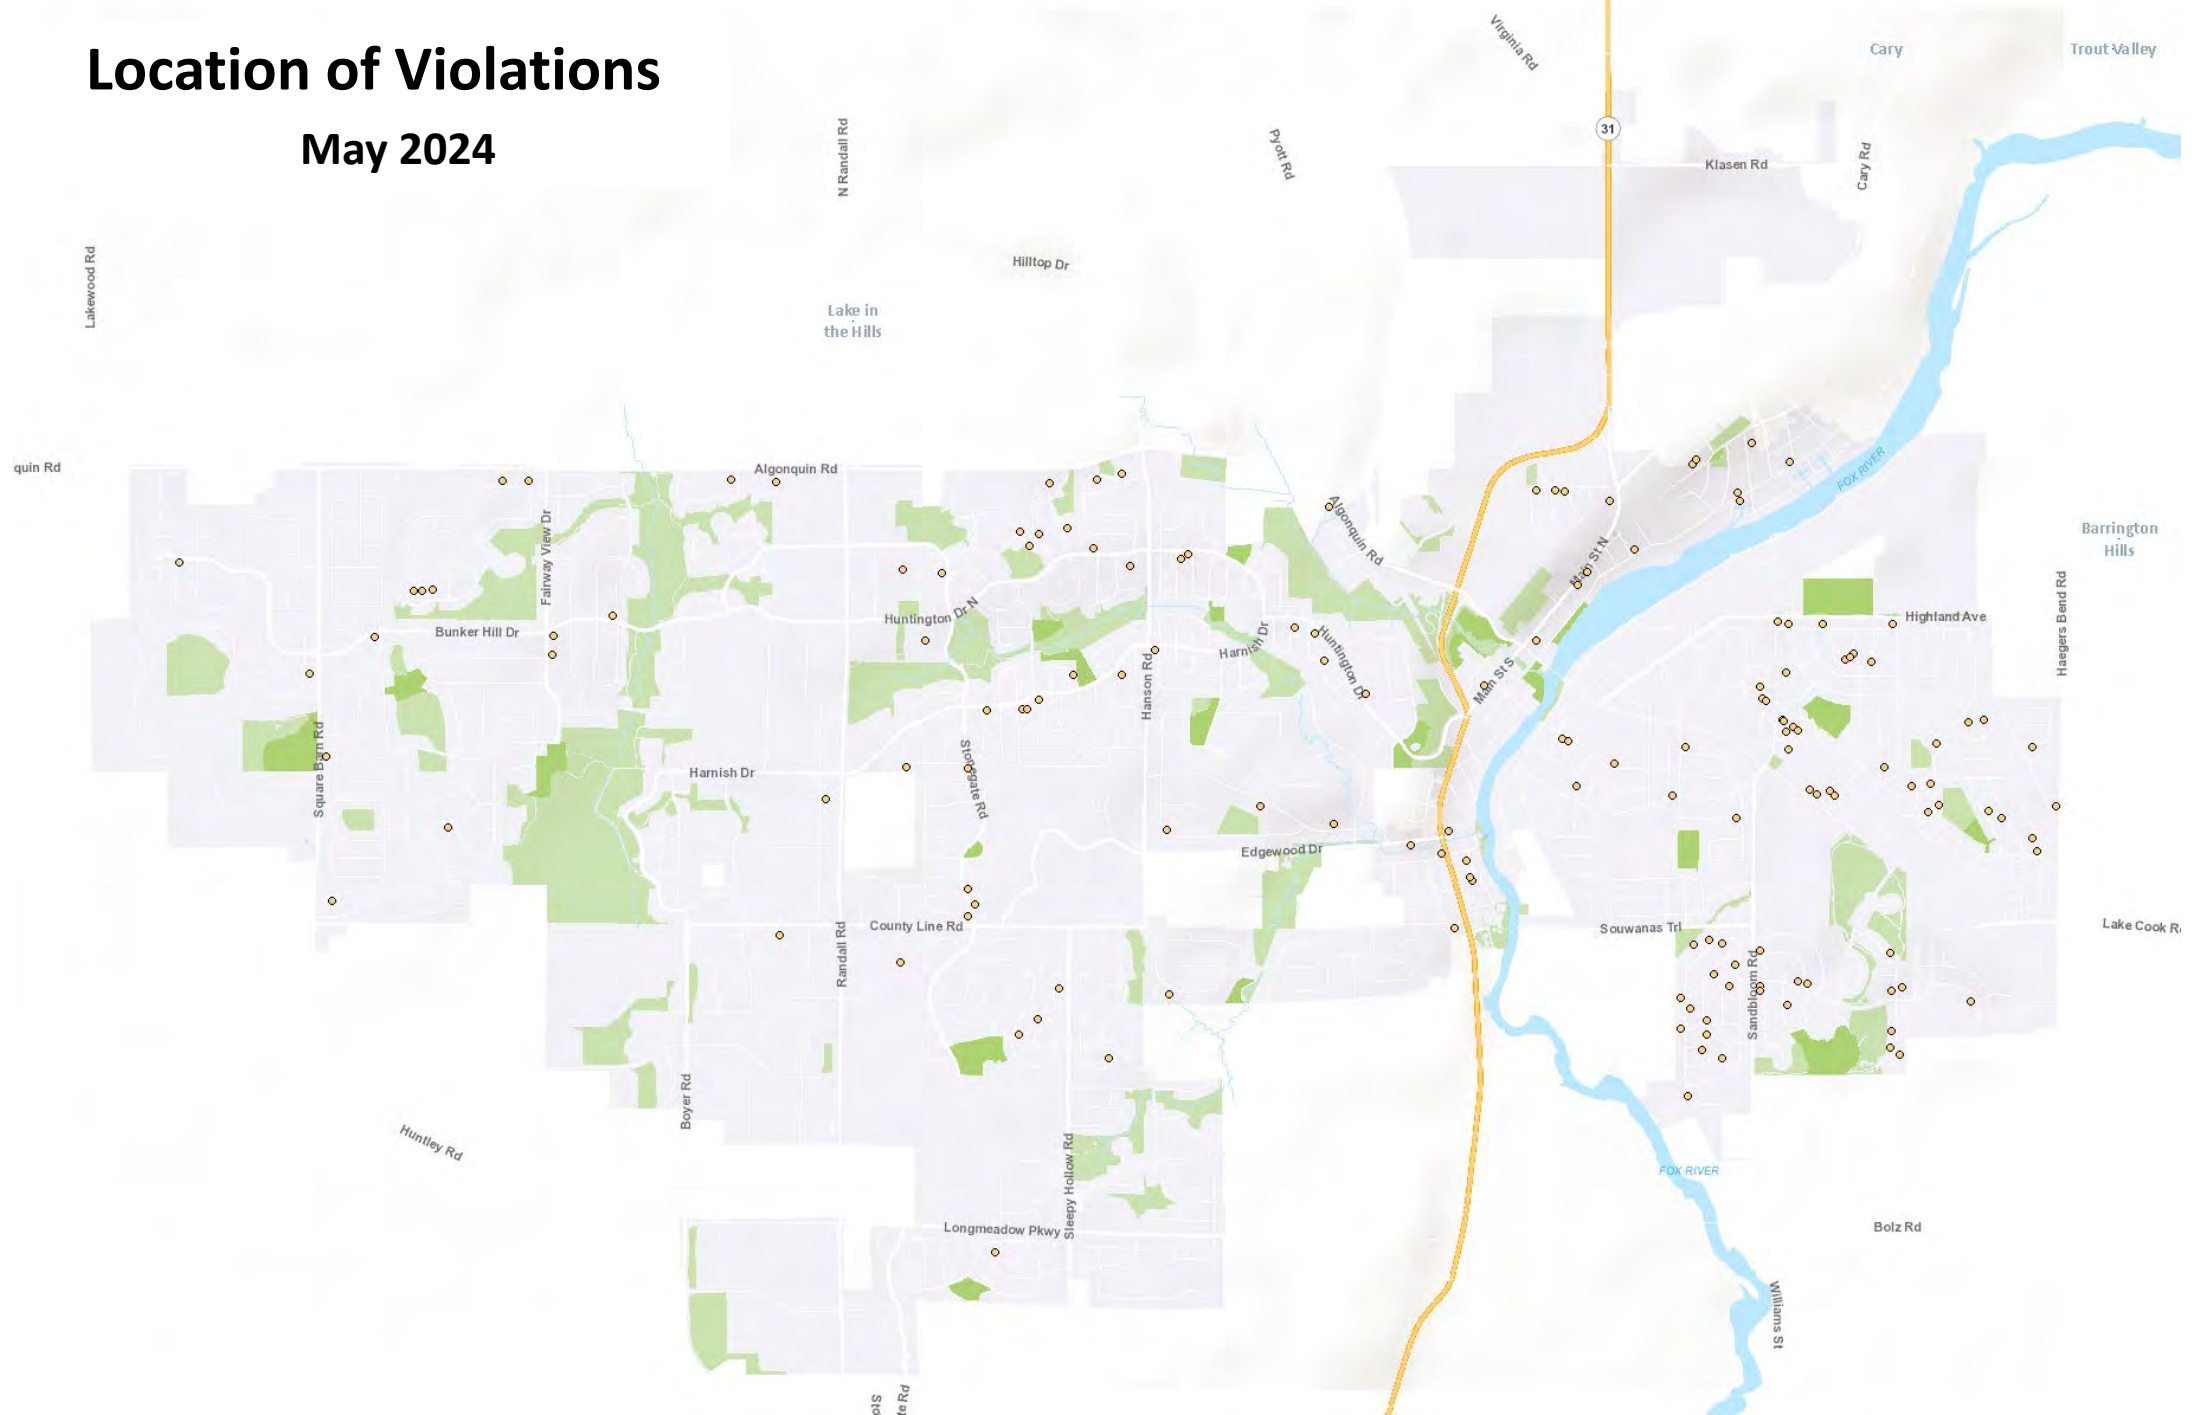 Location of Violations
May 2024
Virginia Rd
Cary
Trout Valley
31
N Randall Rd
Pyott Rd
Klasen Rd
Cary Rd
Lakewood Rd
Hilltop Dr
Lake in
the Hills
quin Rd
Algonquin Rd
FOX RIVER
Algonquin Rd
Fairway View Dr
Main St N
Barrington
Hills
Haegers Bend Rd
Huntington Dr N
Highland Ave
Bunker Hill Dr
Harnish Dr
Huntington Dr
Hanson Rd
Main St S
Square Barn Rd
Stonegate Rd
Harnish Dr
Edgewood Dr
County Line Rd
Souwanas Trl
Lake Cook R
Randall Rd
Sandbloom Rd
Boyer Rd
Huntley Rd
Sleepy Hollow Rd
FOX RIVER
Longmeadow Pkwy
Bolz Rd
Williams St
Sto
te Rd